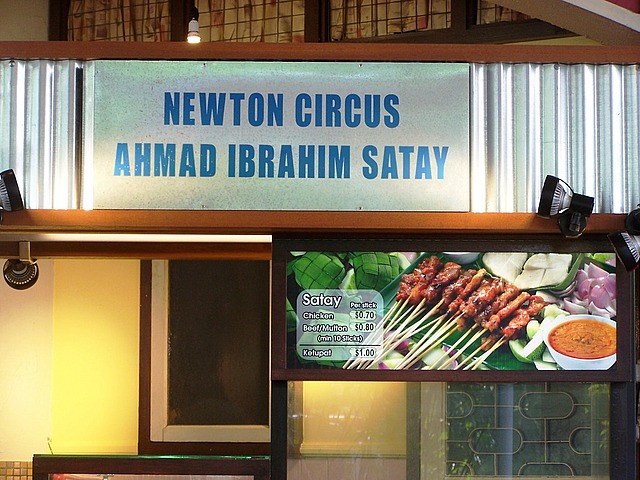 NEWTON CIRCUS
AHMAD IBRAHIM SATAY
Satay Per stick
Chicken $0.70
Beef/Mutton $0.80
(min 10 Sticks)
Ketupat $1.00